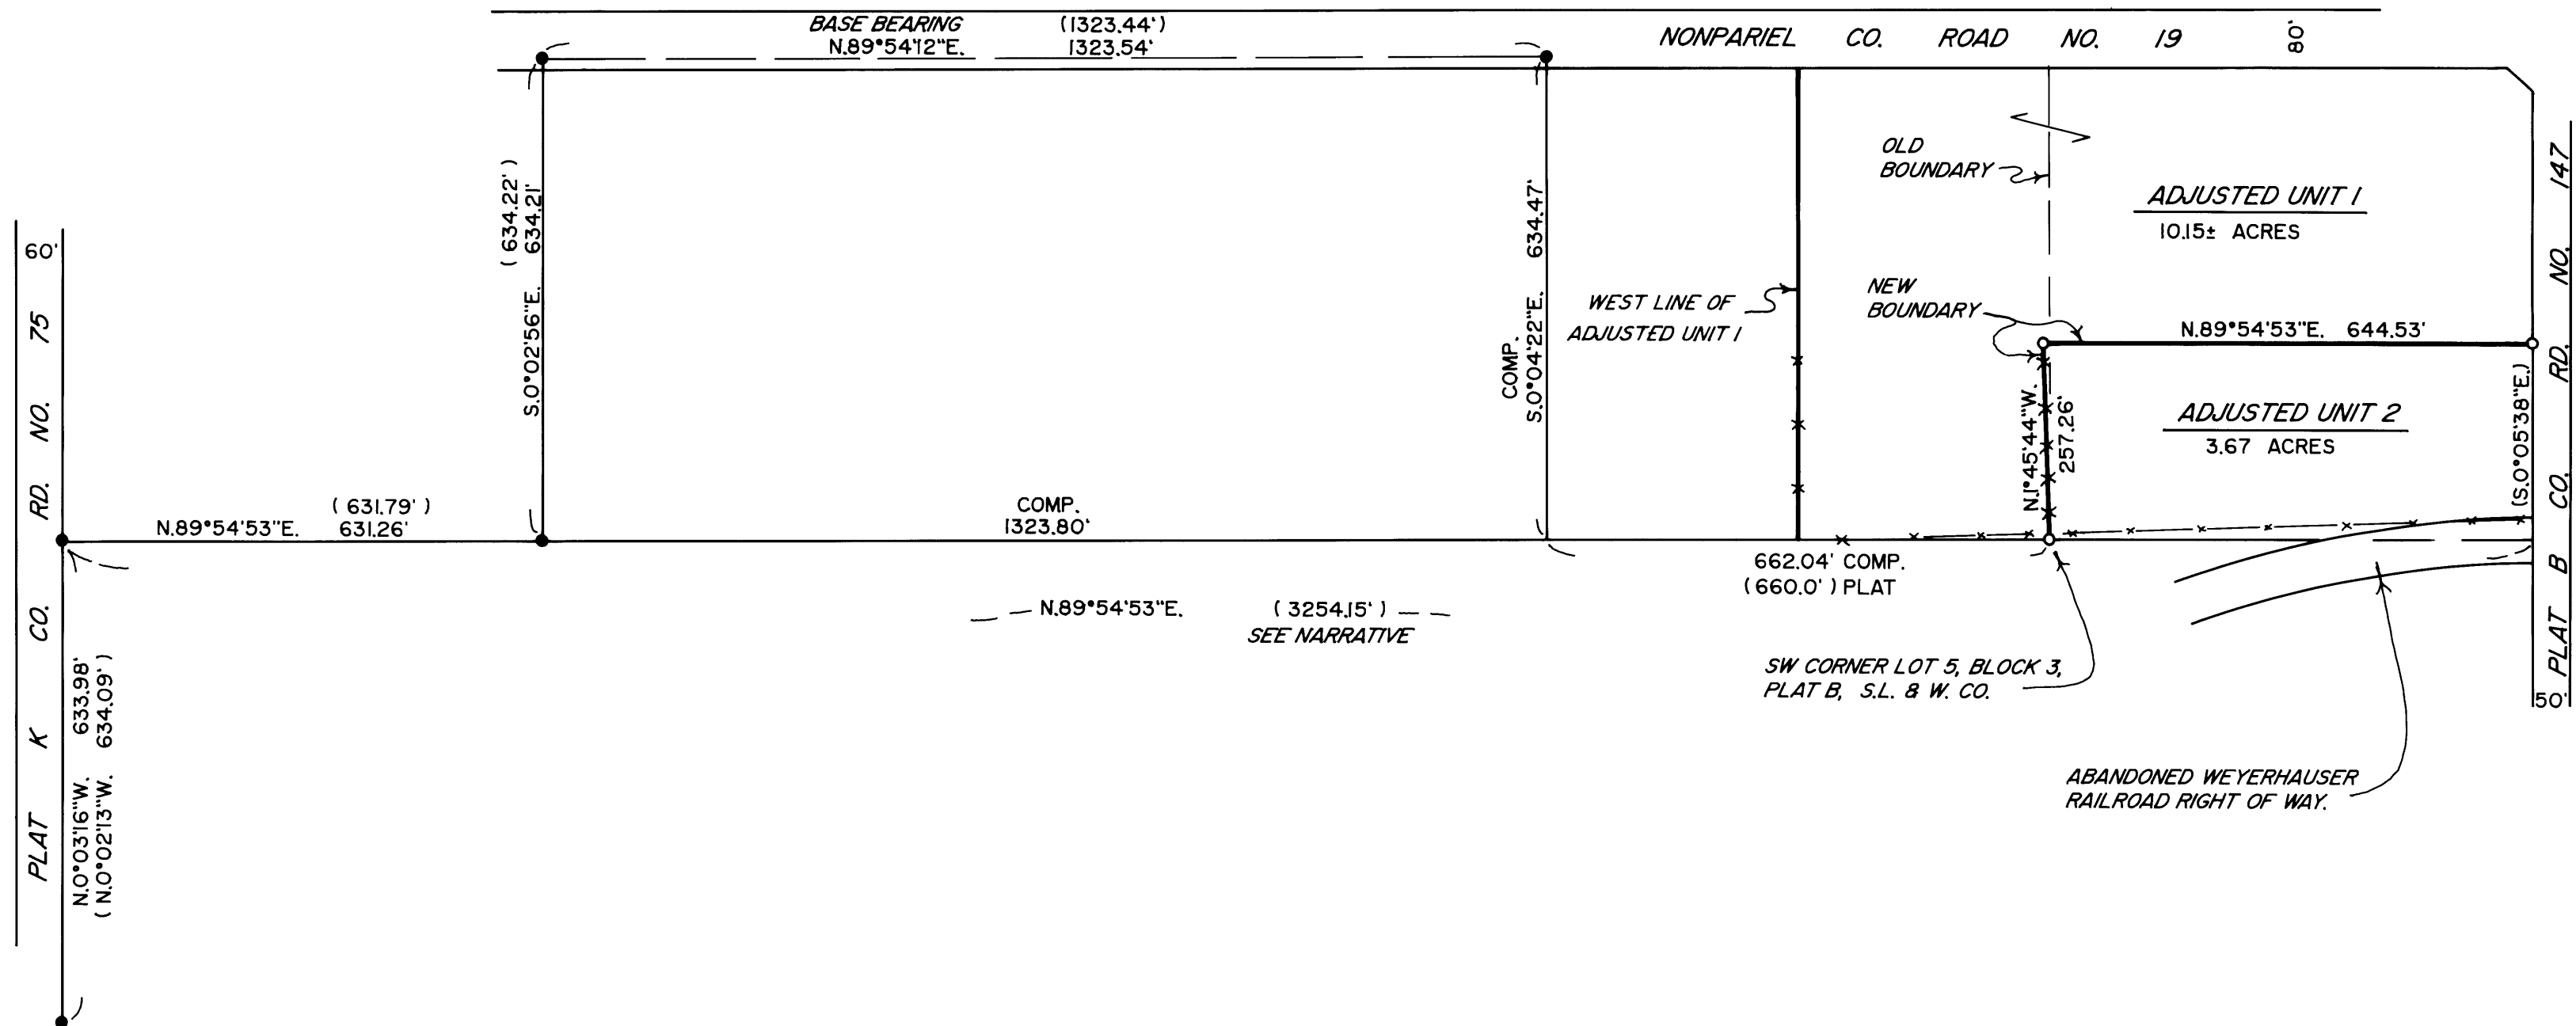 BASE BEARING (1323.44')
N.89°54'12"E. 1323.54'
NONPARIEL CO. ROAD NO. 19
80'
OLD
BOUNDARY
ADJUSTED UNIT 1
10.15± ACRES
PLAT B CO. RD. NO. 147
50'
60'
PLAT K CO. RD. NO. 75
(634.22')
S.0°02'56"E. 634.21'
COMP.
S.0°04'22"E. 634.47'
WEST LINE OF
ADJUSTED UNIT 1
NEW
BOUNDARY
N.89°54'53"E. 644.53'
N.1°45'44"W.
257.26'
ADJUSTED UNIT 2
3.67 ACRES
(S.0°05'38"E.)
(631.79')
N.89°54'53"E. 631.26'
COMP.
1323.80'
662.04' COMP.
(660.0') PLAT
N.89°54'53"E. (3254.15')
SEE NARRATIVE
SW CORNER LOT 5, BLOCK 3,
PLAT B, S.L. & W. CO.
N.0°03'16"W. 633.98'
(N.0°02'13"W. 634.09')
ABANDONED WEYERHAUSER
RAILROAD RIGHT OF WAY.